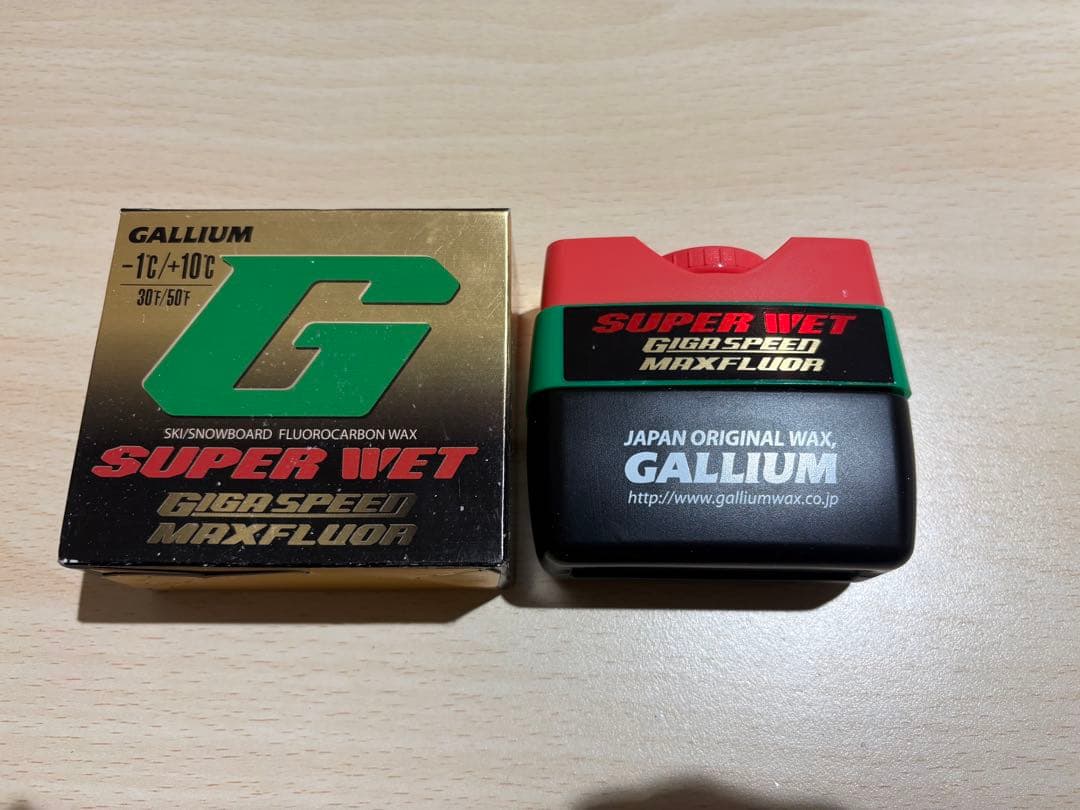 GALLIUM
-1℃/+10℃
30℉/50℉
G
SKI/SNOWBOARD FLUOROCARBON WAX
SUPER WET
GIGA SPEED
MAXFLUOR
SUPER WET
GIGA SPEED
MAXFLUOR
JAPAN ORIGINAL WAX,
GALLIUM
http://www.galliumwax.co.jp